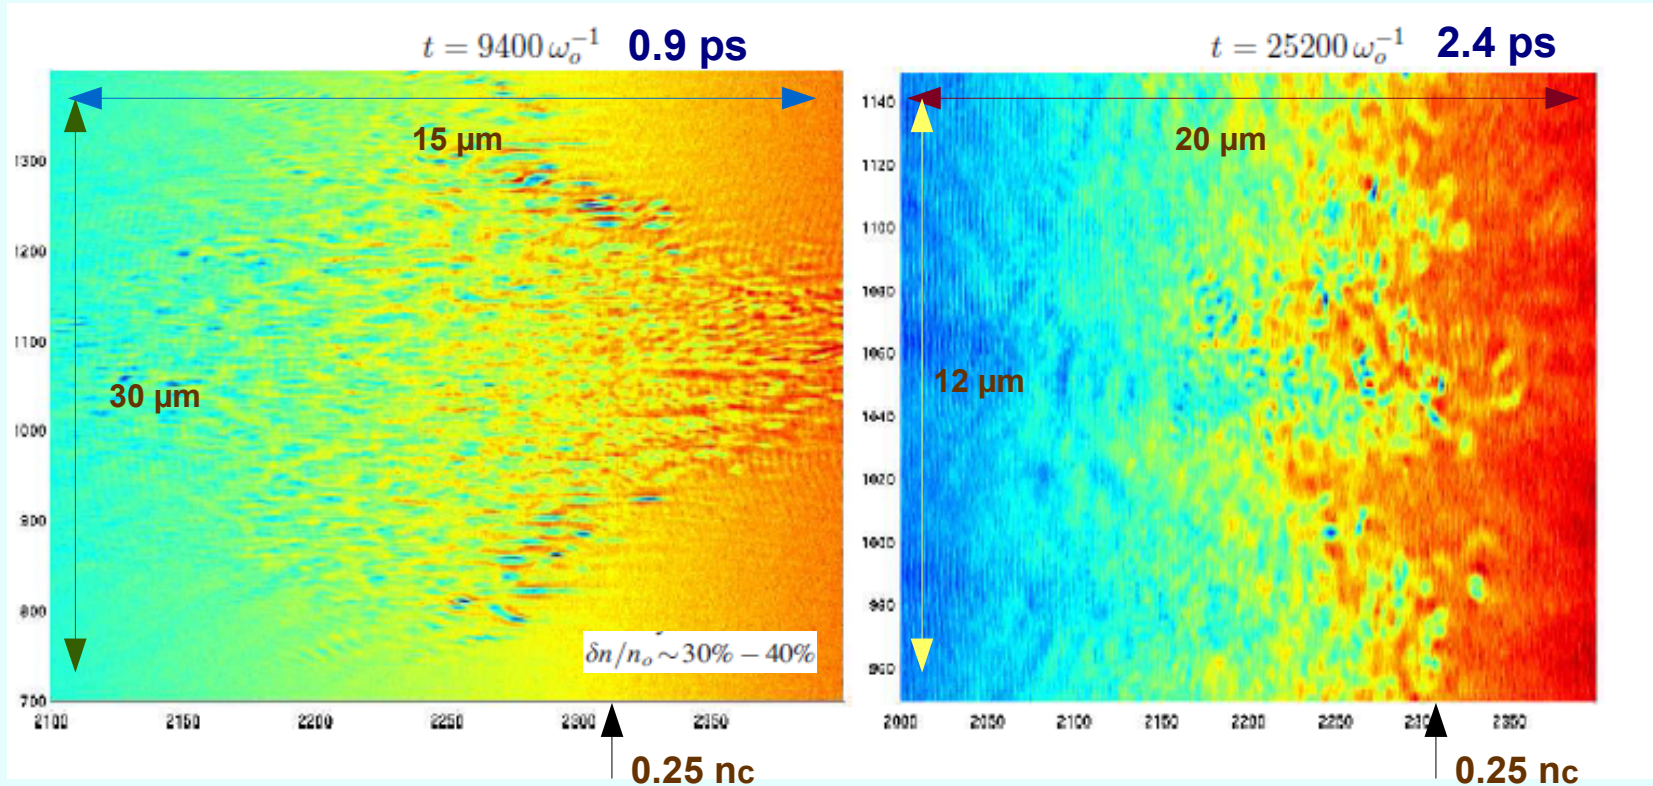 t = 9400 ω_o^{-1} 0.9 ps
15 µm
1300
1200
1100
30 µm
1000
900
800
δn/n_o ~ 30% − 40%
700
2100 2150 2200 2250 2300 2350
0.25 nc
t = 25200 ω_o^{-1} 2.4 ps
1140
20 µm
1120
1100
1080
1060
12 µm
1040
1020
1000
980
960
2000 2050 2100 2150 2200 2250 2300 2350
0.25 nc